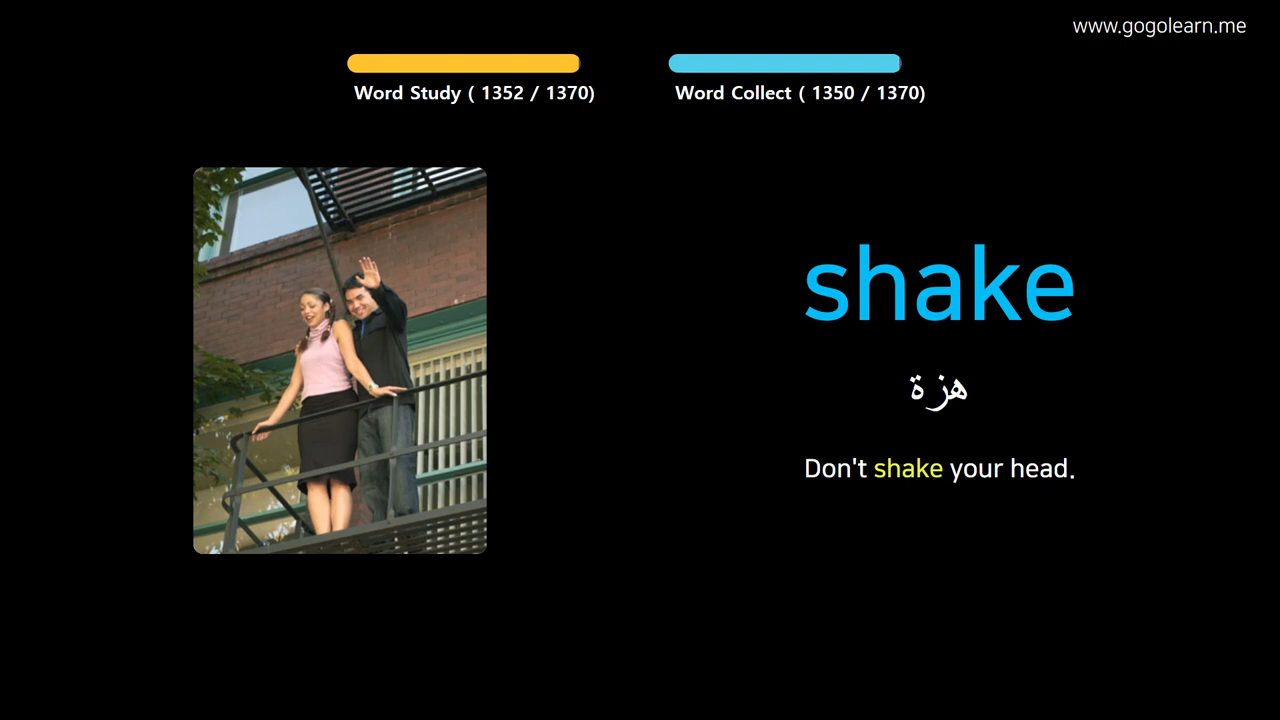 www.gogolearn.me
Word Study ( 1352 / 1370)
Word Collect ( 1350 / 1370)
shake
هزة
Don't shake your head.